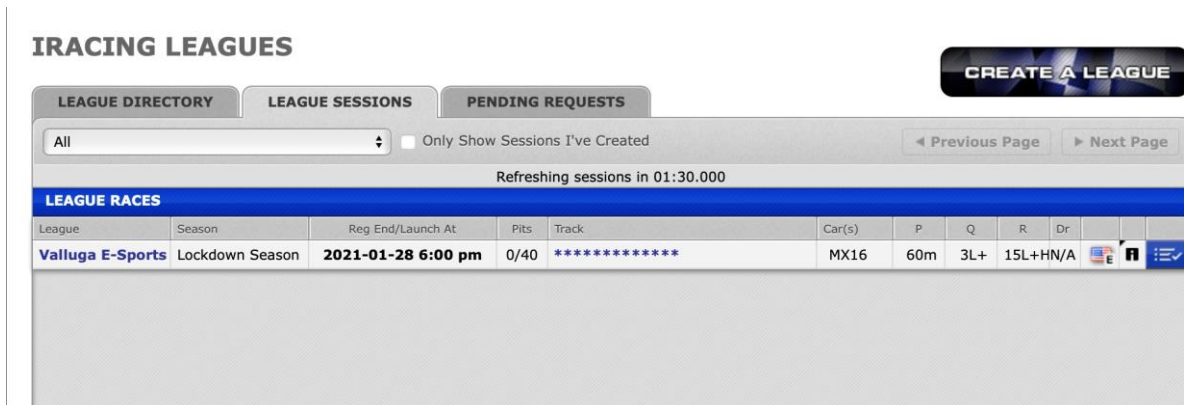 IRACING LEAGUES
CREATE A LEAGUE
LEAGUE DIRECTORY LEAGUE SESSIONS PENDING REQUESTS
All Only Show Sessions I've Created Previous Page Next Page
Refreshing sessions in 01:30.000
LEAGUE RACES
League Season Reg End/Launch At Pits Track Car(s) P Q R Dr
Valluga E-Sports Lockdown Season 2021-01-28 6:00 pm 0/40 ************* MX16 60m 3L+ 15L+HN/A E